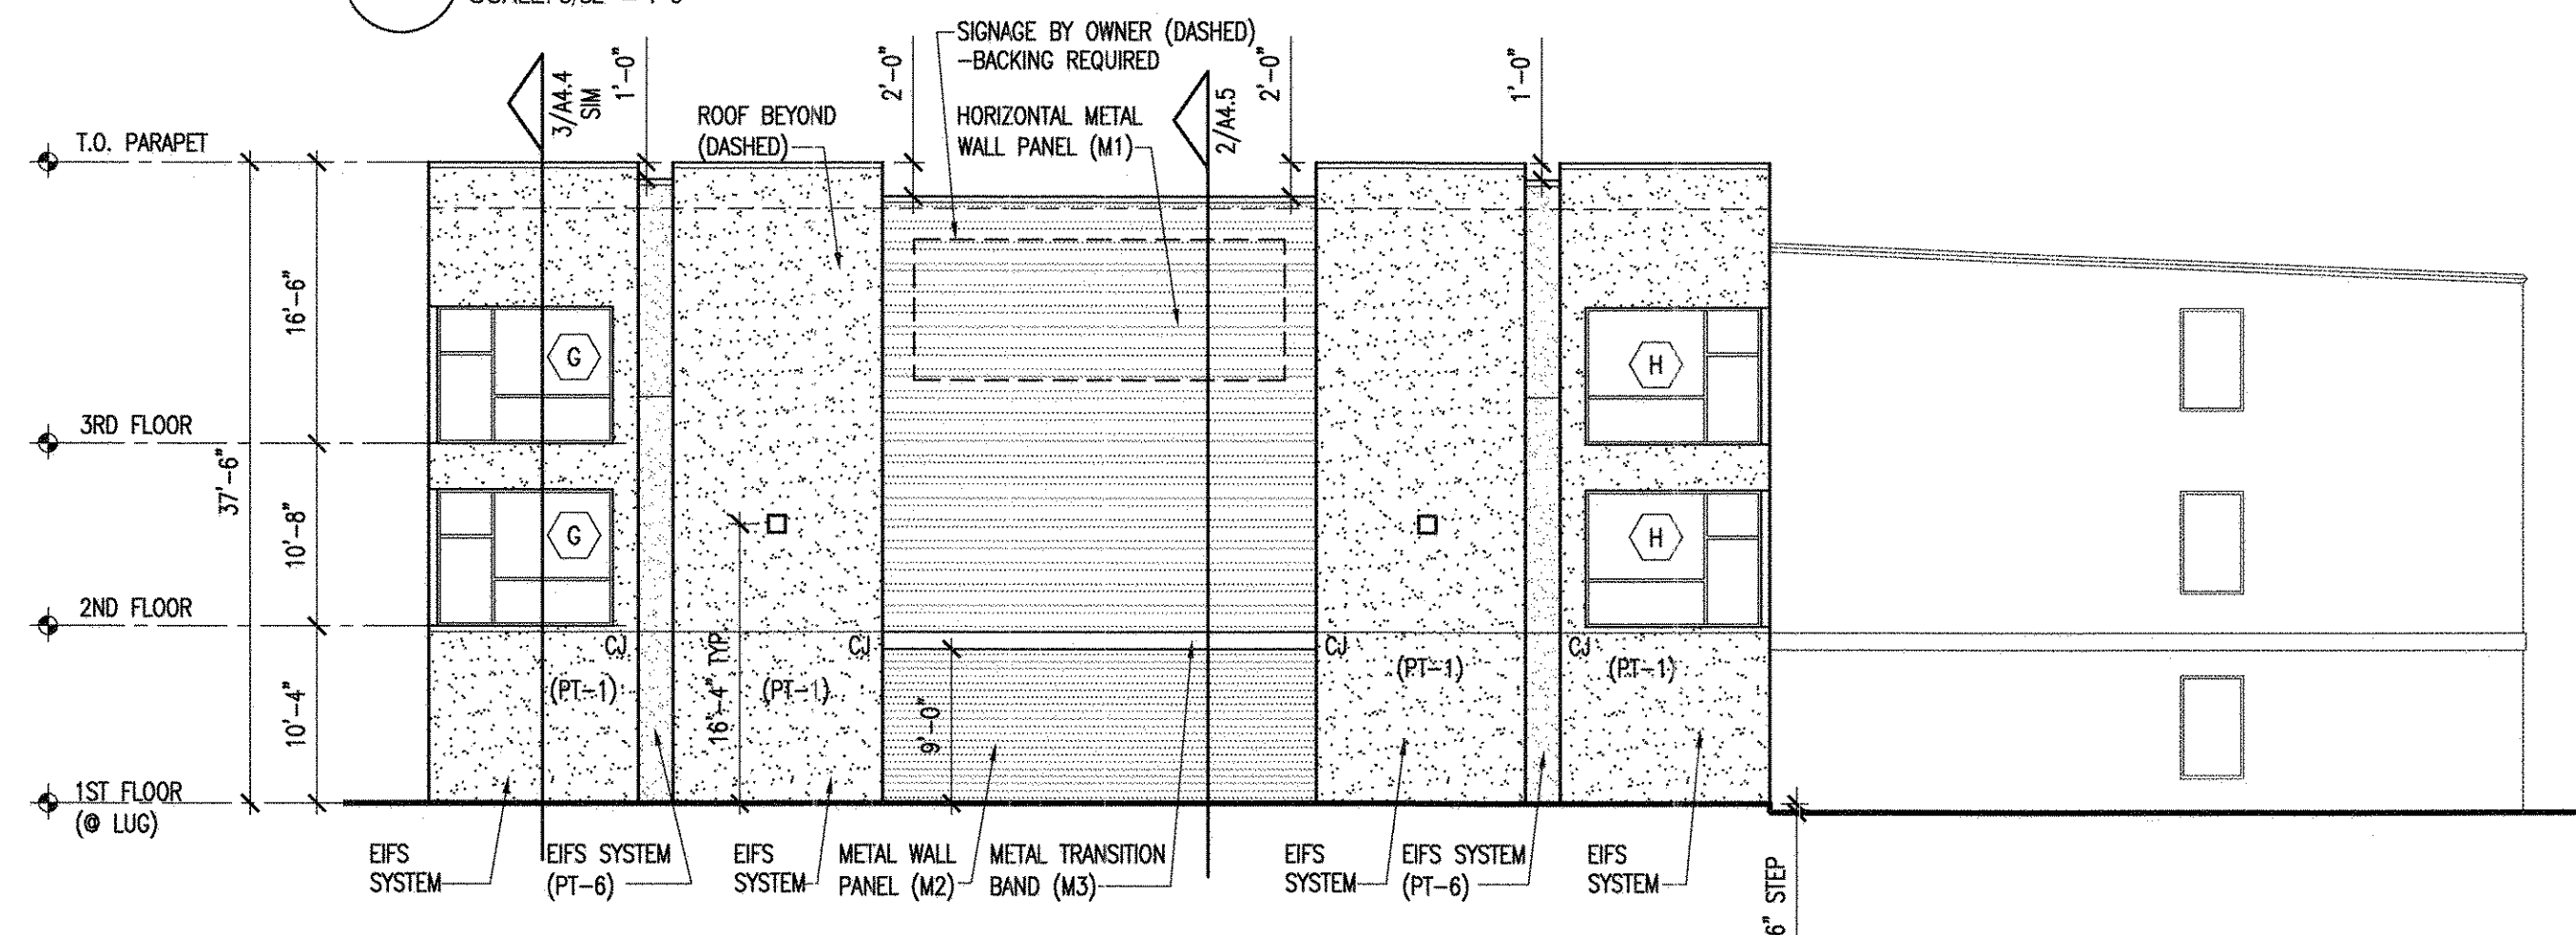 SIGNAGE BY OWNER (DASHED)
-BACKING REQUIRED
3/A4.4
SIM
1'-0"
2'-0"
2/A4.5
2'-0"
1'-0"
ROOF BEYOND
(DASHED)
HORIZONTAL METAL
WALL PANEL (M1)
T.O. PARAPET
16'-6"
G
H
3RD FLOOR
37'-6"
10'-8"
G
H
2ND FLOOR
CJ
CJ
CJ
CJ
(PT-1)
(PT-1)
(PT-1)
(PT-1)
16'-4" TYP.
9'-0"
10'-4"
1ST FLOOR
(@ LUG)
EIFS
SYSTEM
EIFS SYSTEM
(PT-6)
EIFS
SYSTEM
METAL WALL
PANEL (M2)
METAL TRANSITION
BAND (M3)
EIFS
SYSTEM
EIFS SYSTEM
(PT-6)
EIFS
SYSTEM
6" STEP